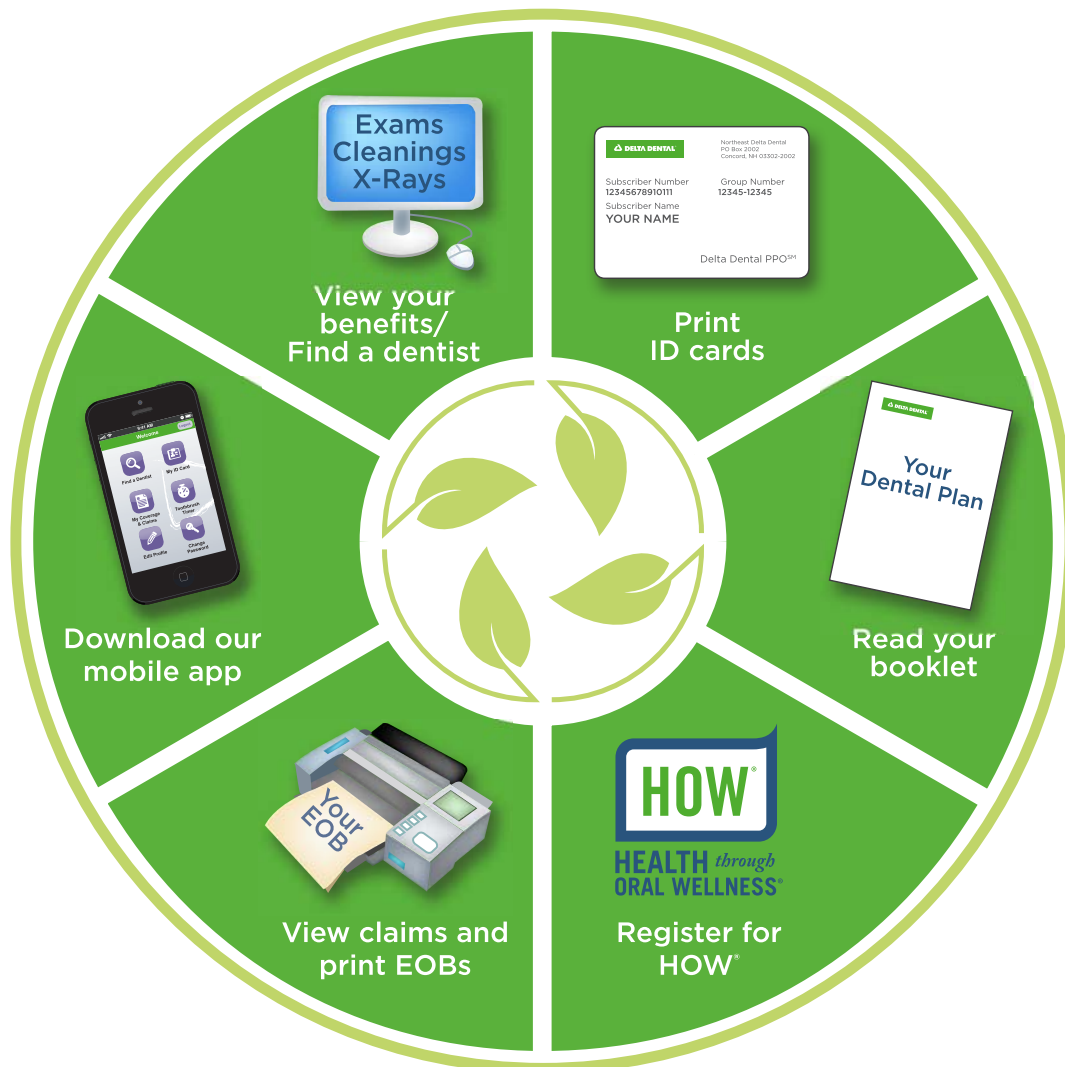 Exams
Cleanings
X-Rays
View your
benefits/
Find a dentist
DELTA DENTAL
Northeast Delta Dental
PO Box 2002
Concord, NH 03302-2002
Subscriber Number
Group Number
12345678910111
12345-12345
Subscriber Name
YOUR NAME
Delta Dental PPO℠
Print
ID cards
9:41 AM
Welcome
Logout
Find a Dentist
My ID Card
My Coverage
& Claims
Toothbrush
Timer
Edit Profile
Change
Password
Download our
mobile app
DELTA DENTAL
Your
Dental Plan
Read your
booklet
Your
EOB
View claims and
print EOBs
HOW®
HEALTH through
ORAL WELLNESS®
Register for
HOW®